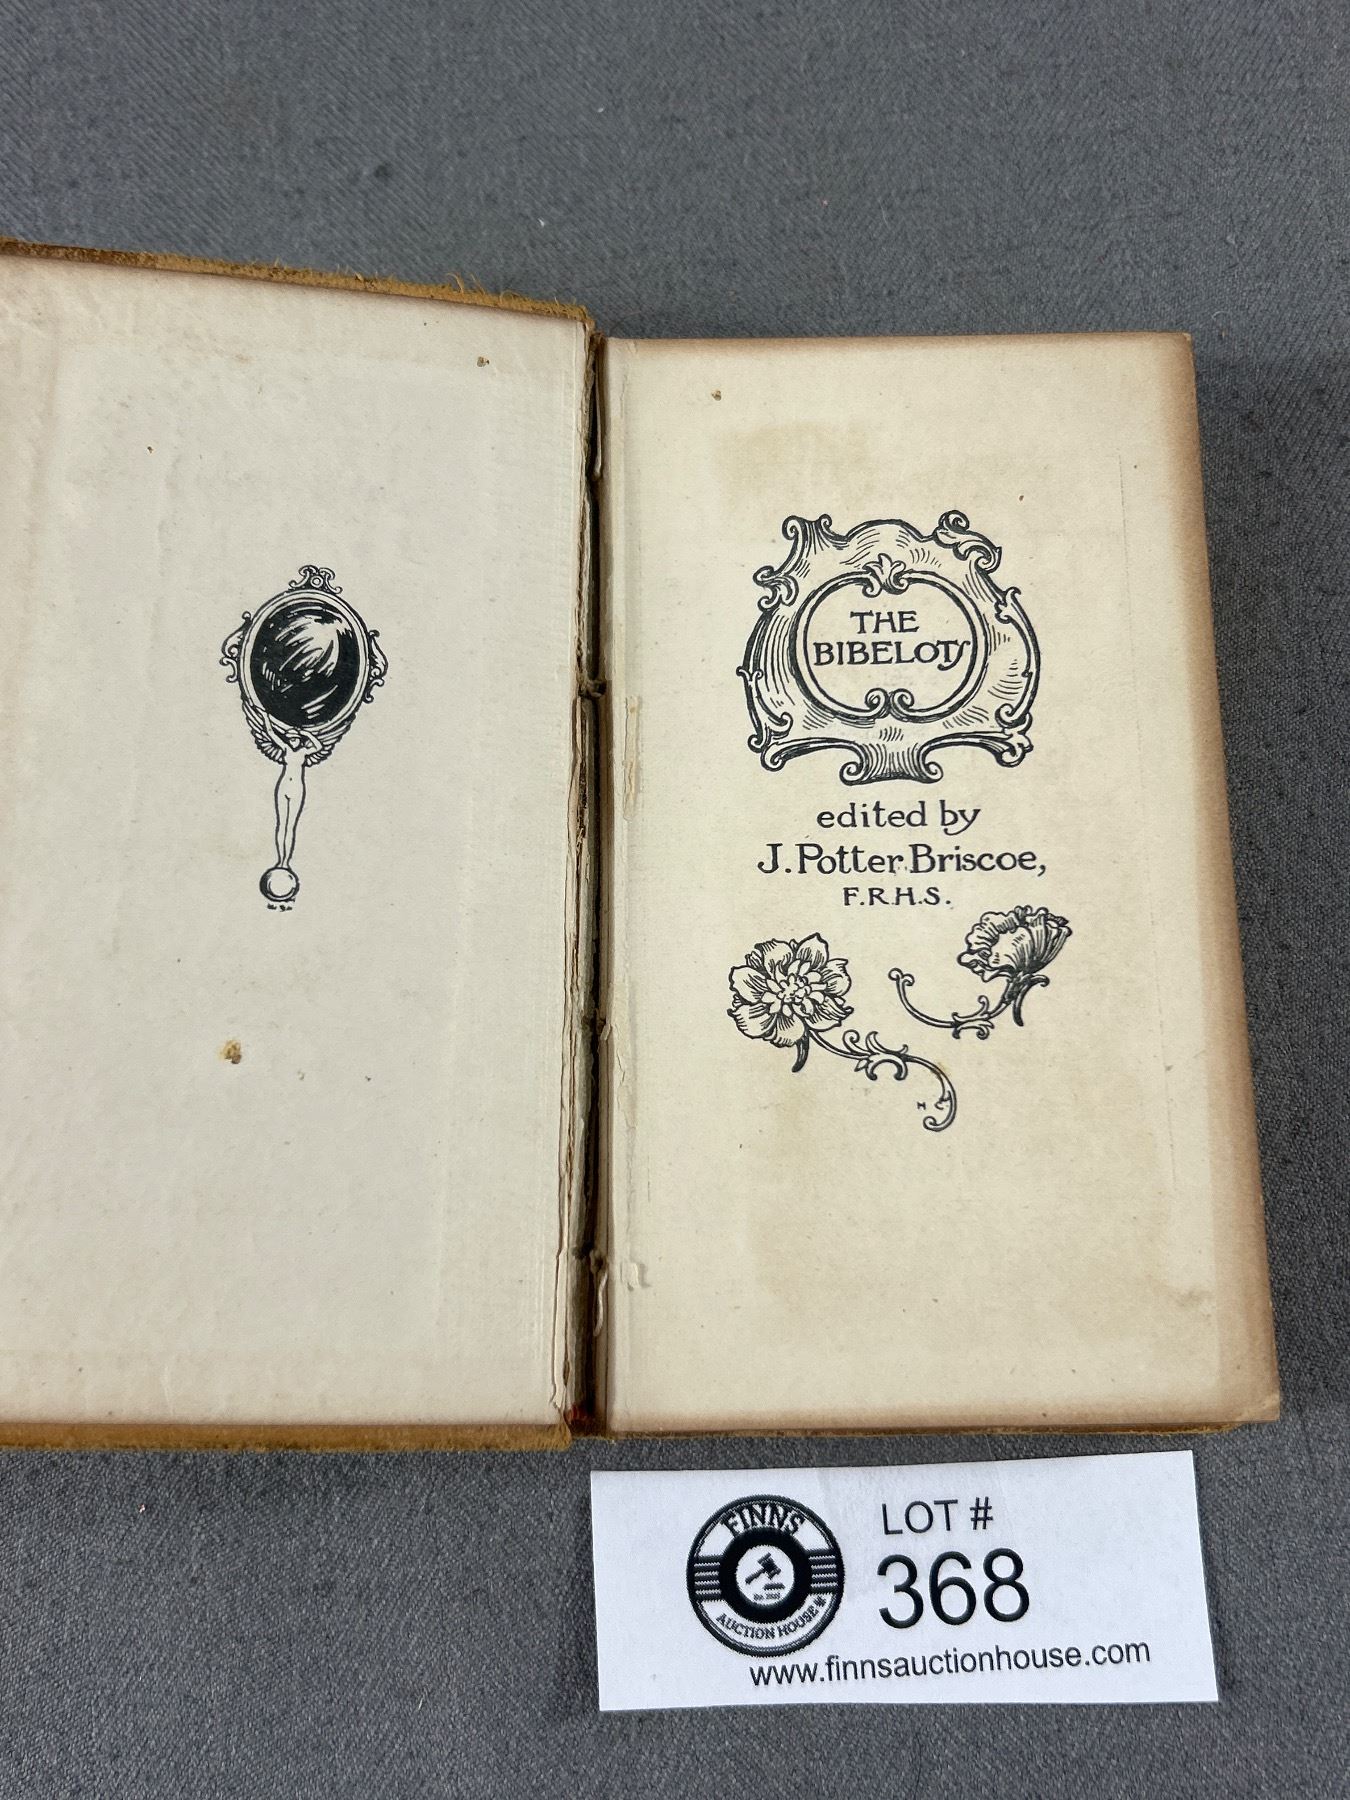 THE
BIBELOTS
edited by
J. Potter Briscoe,
F.R.H.S.
H C
FINNS
AUCTION HOUSE
LOT #
368
www.finnsauctionhouse.com